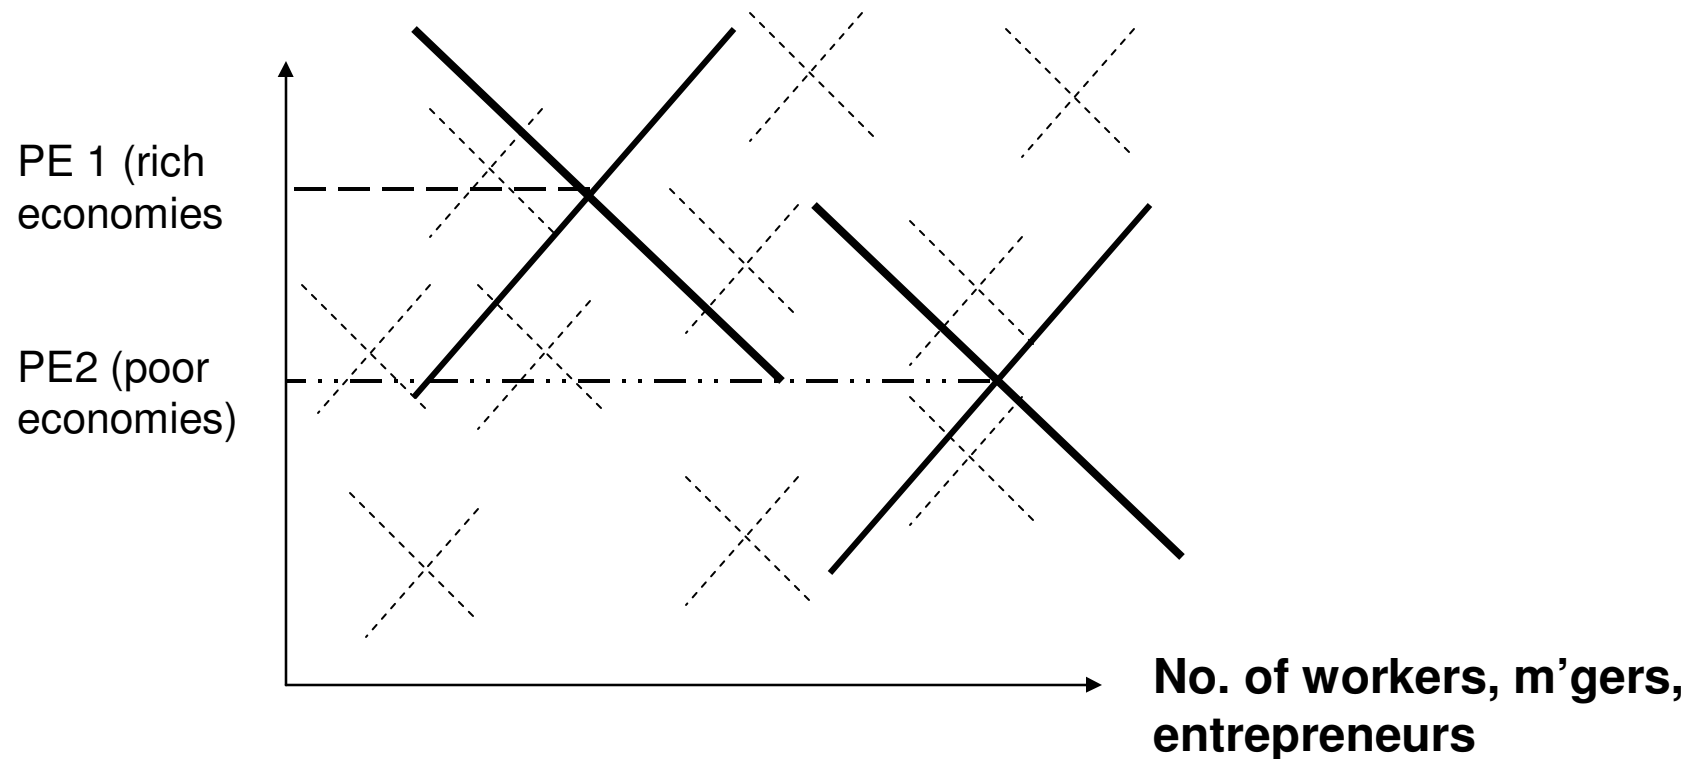 PE 1 (rich
economies
PE2 (poor
economies)
No. of workers, m’gers,
entrepreneurs